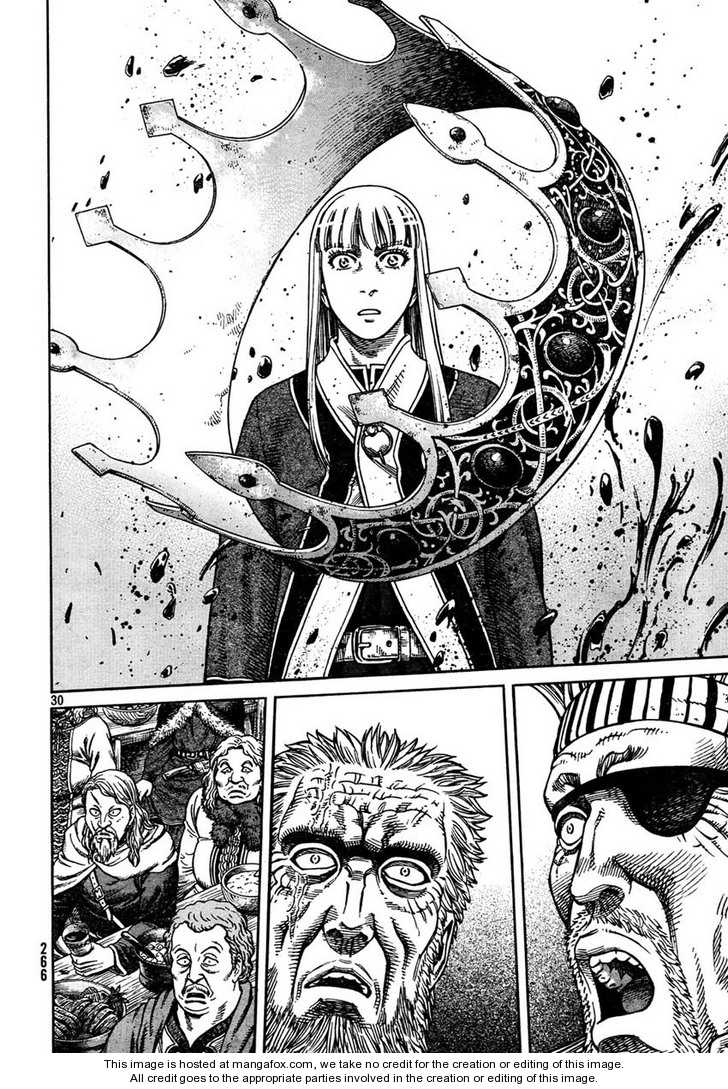 30
266
This image is hosted at mangafox.com, we take no credit for the creation or editing of this image.
All credit goes to the appropriate parties involved in the creation or editing of this image.